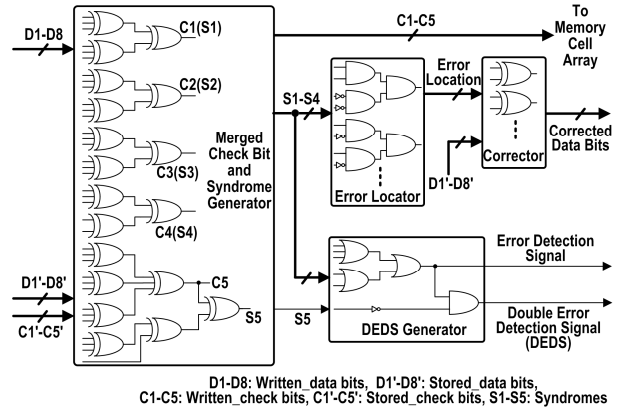 D1-D8
C1(S1)
C2(S2)
C3(S3)
C4(S4)
Merged
Check Bit
and
Syndrome
Generator
D1'-D8'
C1'-C5'
C5
S5
C1-C5
To
Memory
Cell
Array
S1-S4
Error Locator
Error
Location
Corrector
D1'-D8'
Corrected
Data Bits
S5
DEDS Generator
Error Detection
Signal
Double Error
Detection Signal
(DEDS)
D1-D8: Written_data bits, D1'-D8': Stored_data bits,
C1-C5: Written_check bits, C1'-C5': Stored_check bits, S1-S5: Syndromes